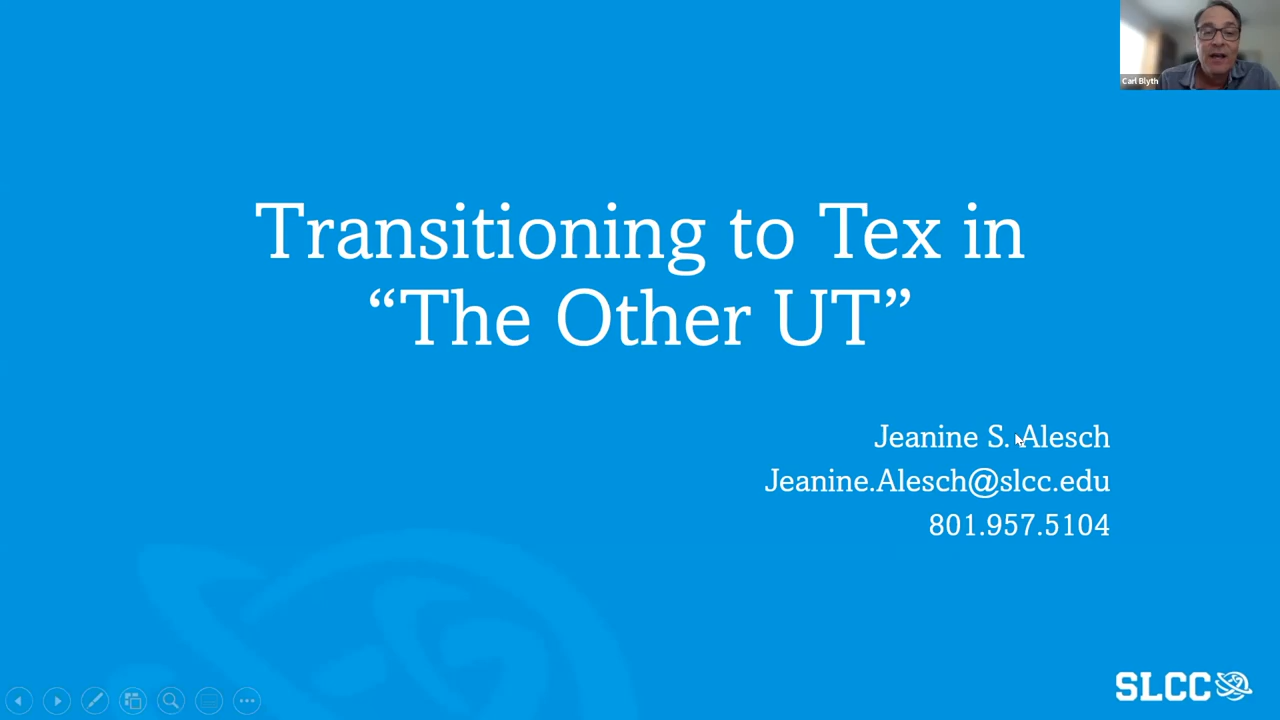 Carl Blyth
Transitioning to Tex in
“The Other UT”
Jeanine S. Alesch
Jeanine.Alesch@slcc.edu
801.957.5104
SLCC